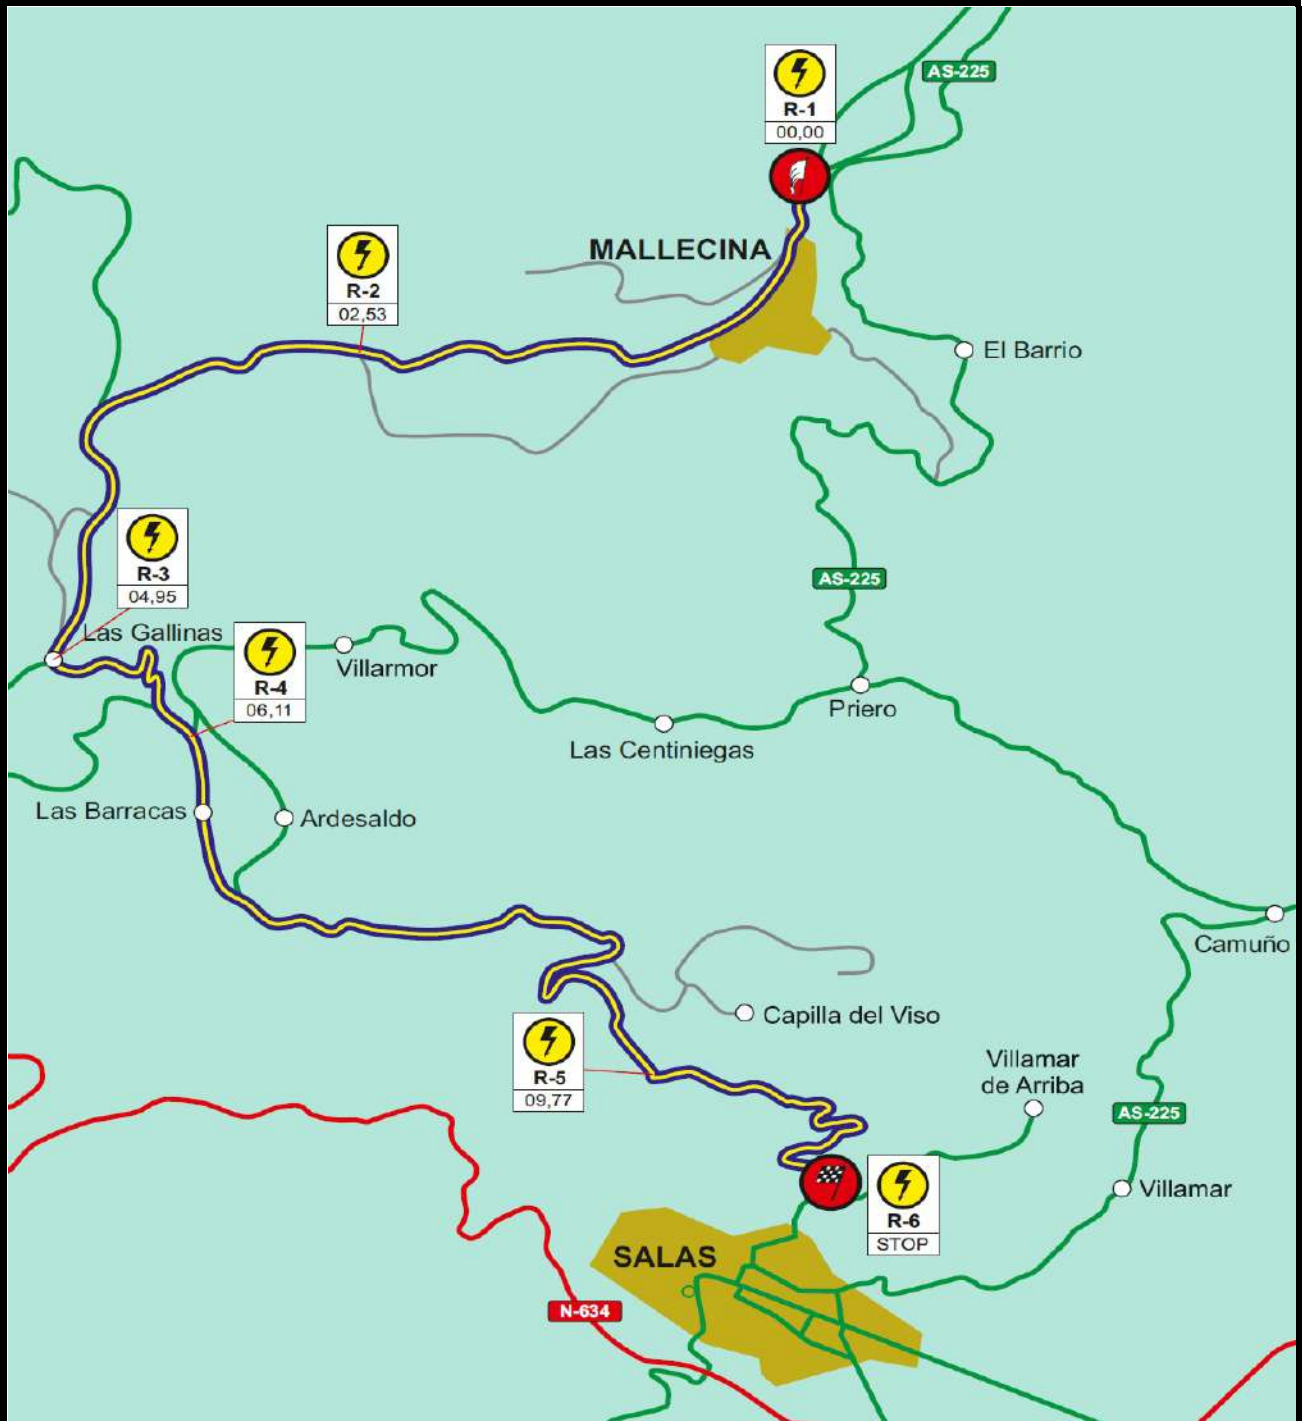 AS-225
R-1
00,00
MALLECINA
R-2
02,53
El Barrio
R-3
04,95
AS-225
Las Gallinas
R-4
06,11
Villarmor
Priero
Las Centiniegas
Las Barracas
Ardesaldo
Camuño
Capilla del Viso
R-5
09,77
Villamar
de Arriba
AS-225
Villamar
R-6
STOP
SALAS
N-634